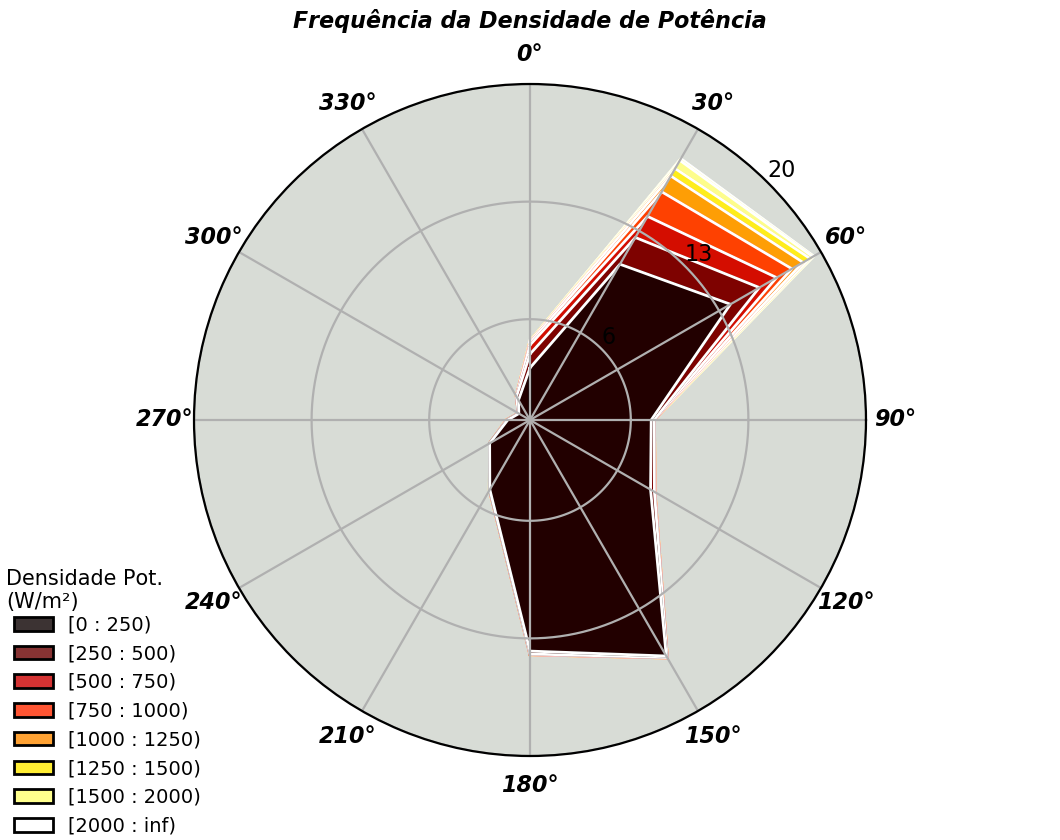 Frequência da Densidade de Potência
0°
330°
30°
20
300°
60°
13
6
270°
90°
240°
120°
210°
150°
180°
Densidade Pot.
(W/m²)
[0 : 250)
[250 : 500)
[500 : 750)
[750 : 1000)
[1000 : 1250)
[1250 : 1500)
[1500 : 2000)
[2000 : inf)